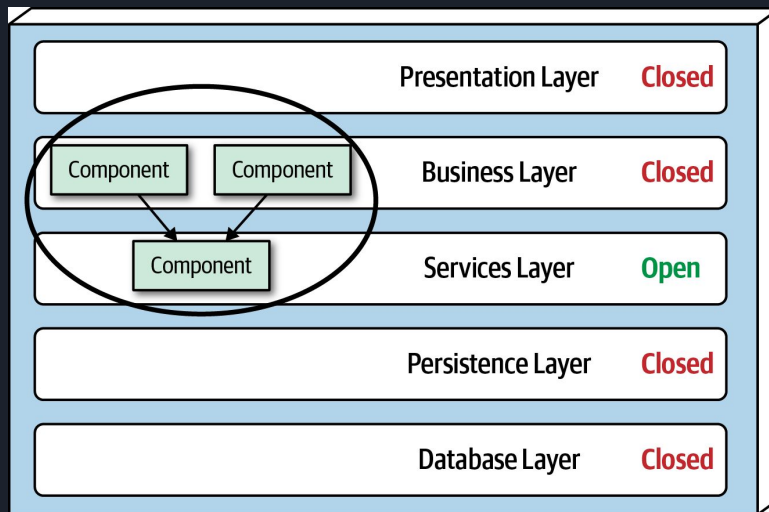 Presentation Layer Closed
Component Component Business Layer Closed
Component Services Layer Open
Persistence Layer Closed
Database Layer Closed